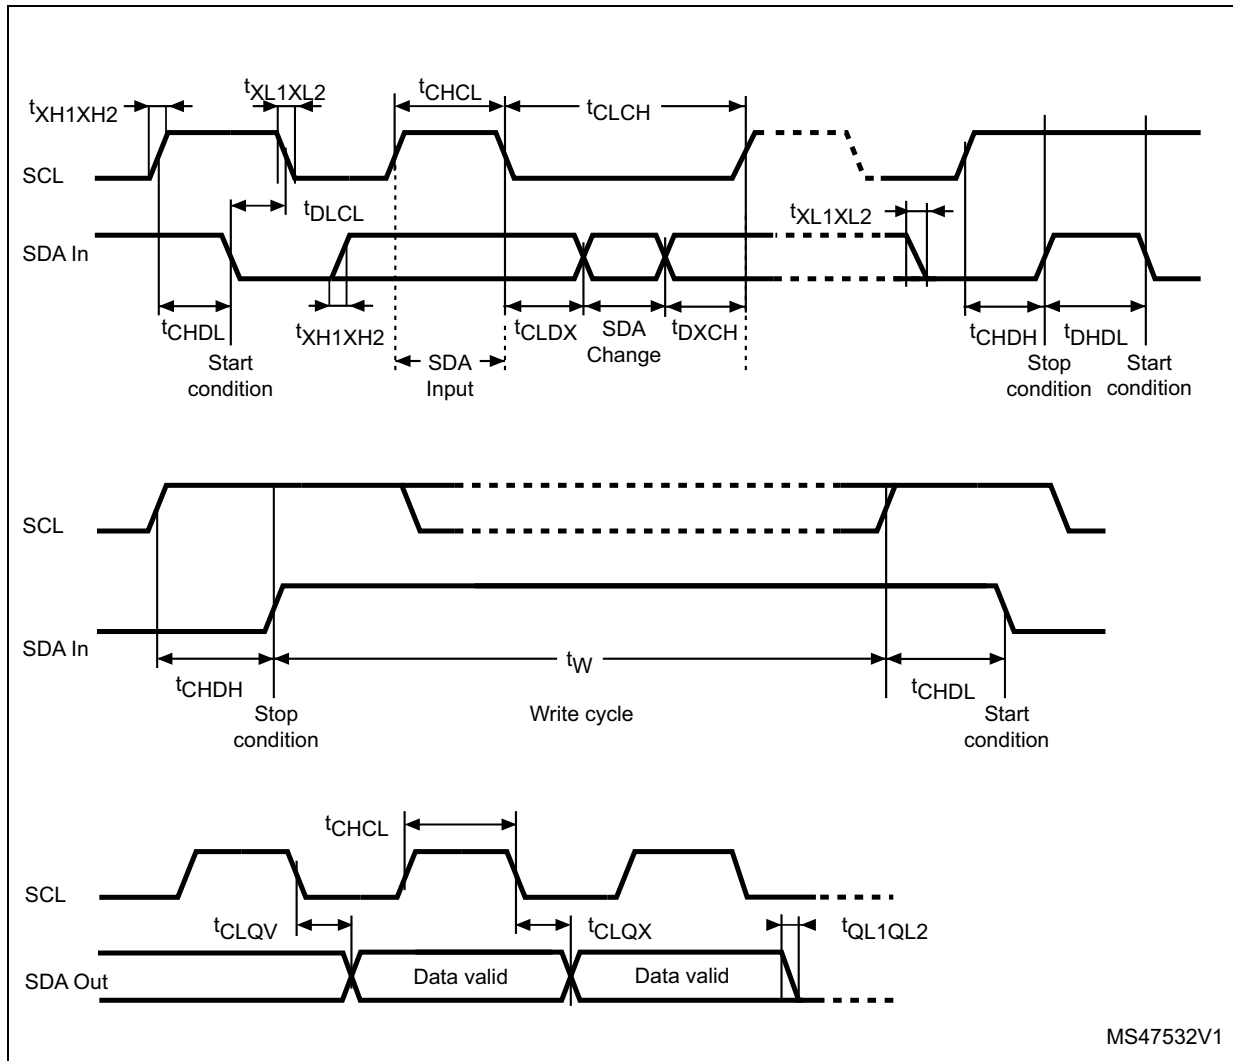 tXH1XH2
tXL1XL2
tCHCL
tCLCH
SCL
tDLCL
tXL1XL2
SDA In
tCHDL
tXH1XH2
tCLDX
SDA
Change
tDXCH
tCHDH
tDHDL
Start
condition
SDA
Input
Stop
condition
Start
condition
SCL
SDA In
tCHDH
tW
tCHDL
Stop
condition
Write cycle
Start
condition
tCHCL
SCL
tCLQV
tCLQX
tQL1QL2
SDA Out
Data valid
Data valid
MS47532V1